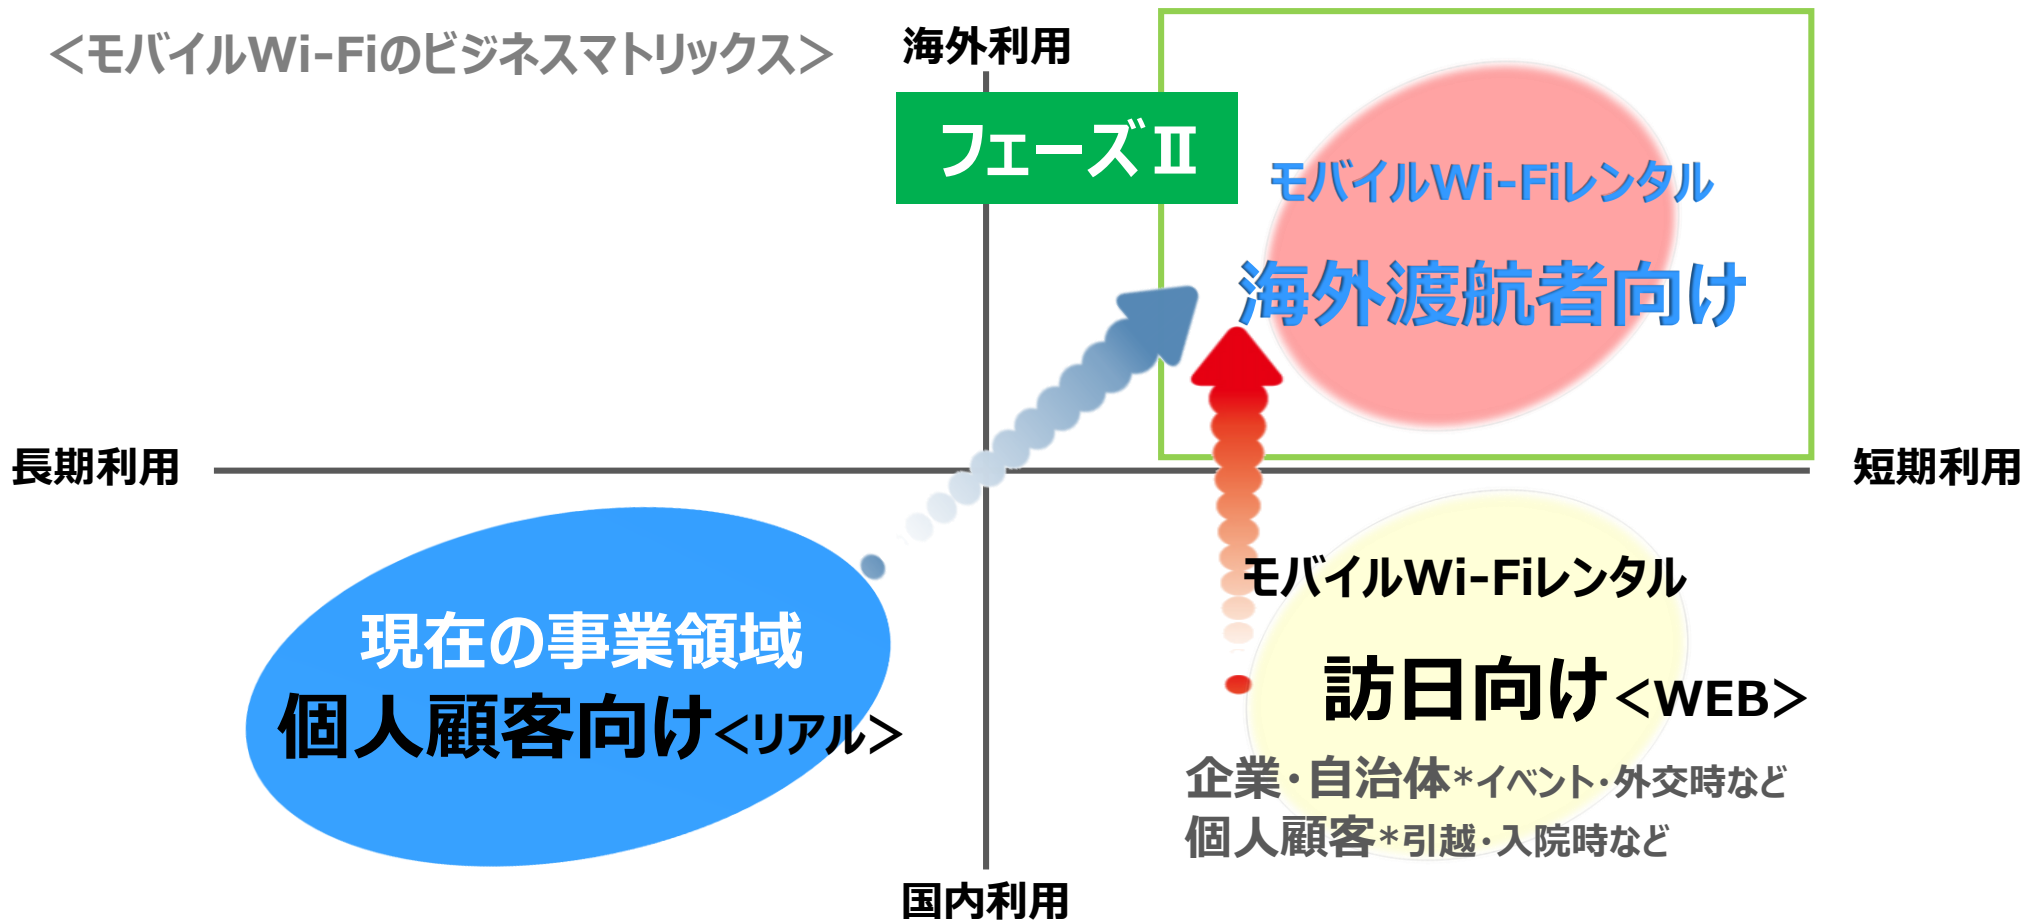 ＜モバイルWi-Fiのビジネスマトリックス＞
海外利用
フェーズⅡ
モバイルWi-Fiレンタル
海外渡航者向け
長期利用
短期利用
現在の事業領域
個人顧客向け＜リアル＞
モバイルWi-Fiレンタル
訪日向け＜WEB＞
企業・自治体*イベント・外交時など
個人顧客*引越・入院時など
国内利用